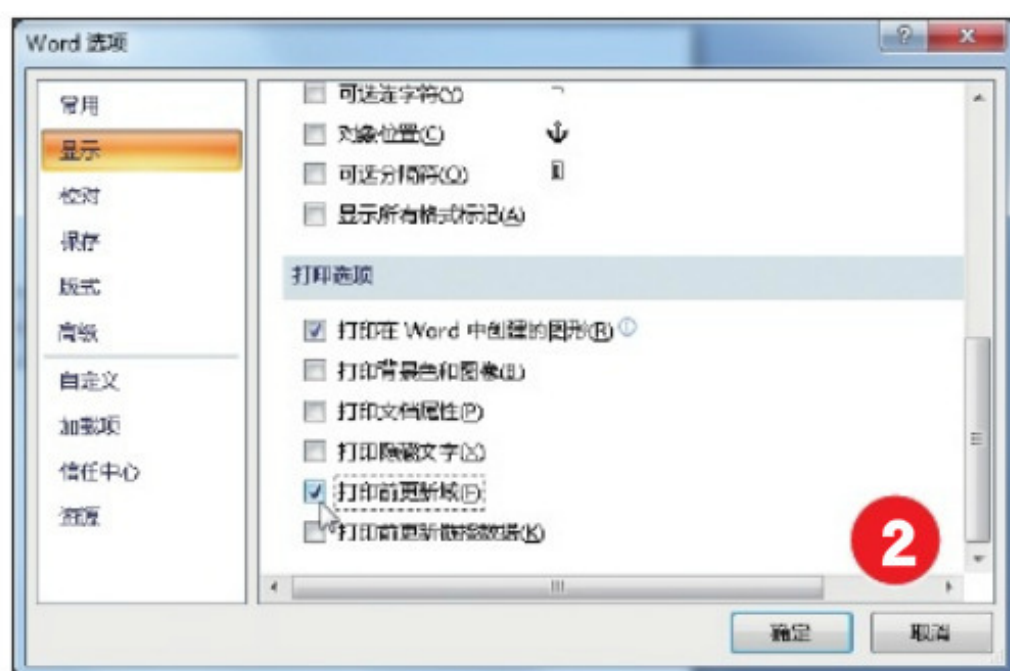 Word 选项
常用
显示
校对
保存
版式
高级
自定义
加载项
信任中心
资源
可选连字符(Y)
对象位置(C)
可选分隔符(O)
显示所有格式标记(A)
打印选项
打印在 Word 中创建的图形(R)
打印背景色和图像(B)
打印文档属性(P)
打印隐藏文字(X)
打印前更新域(F)
打印前更新链接数据(K)
2
确定
取消